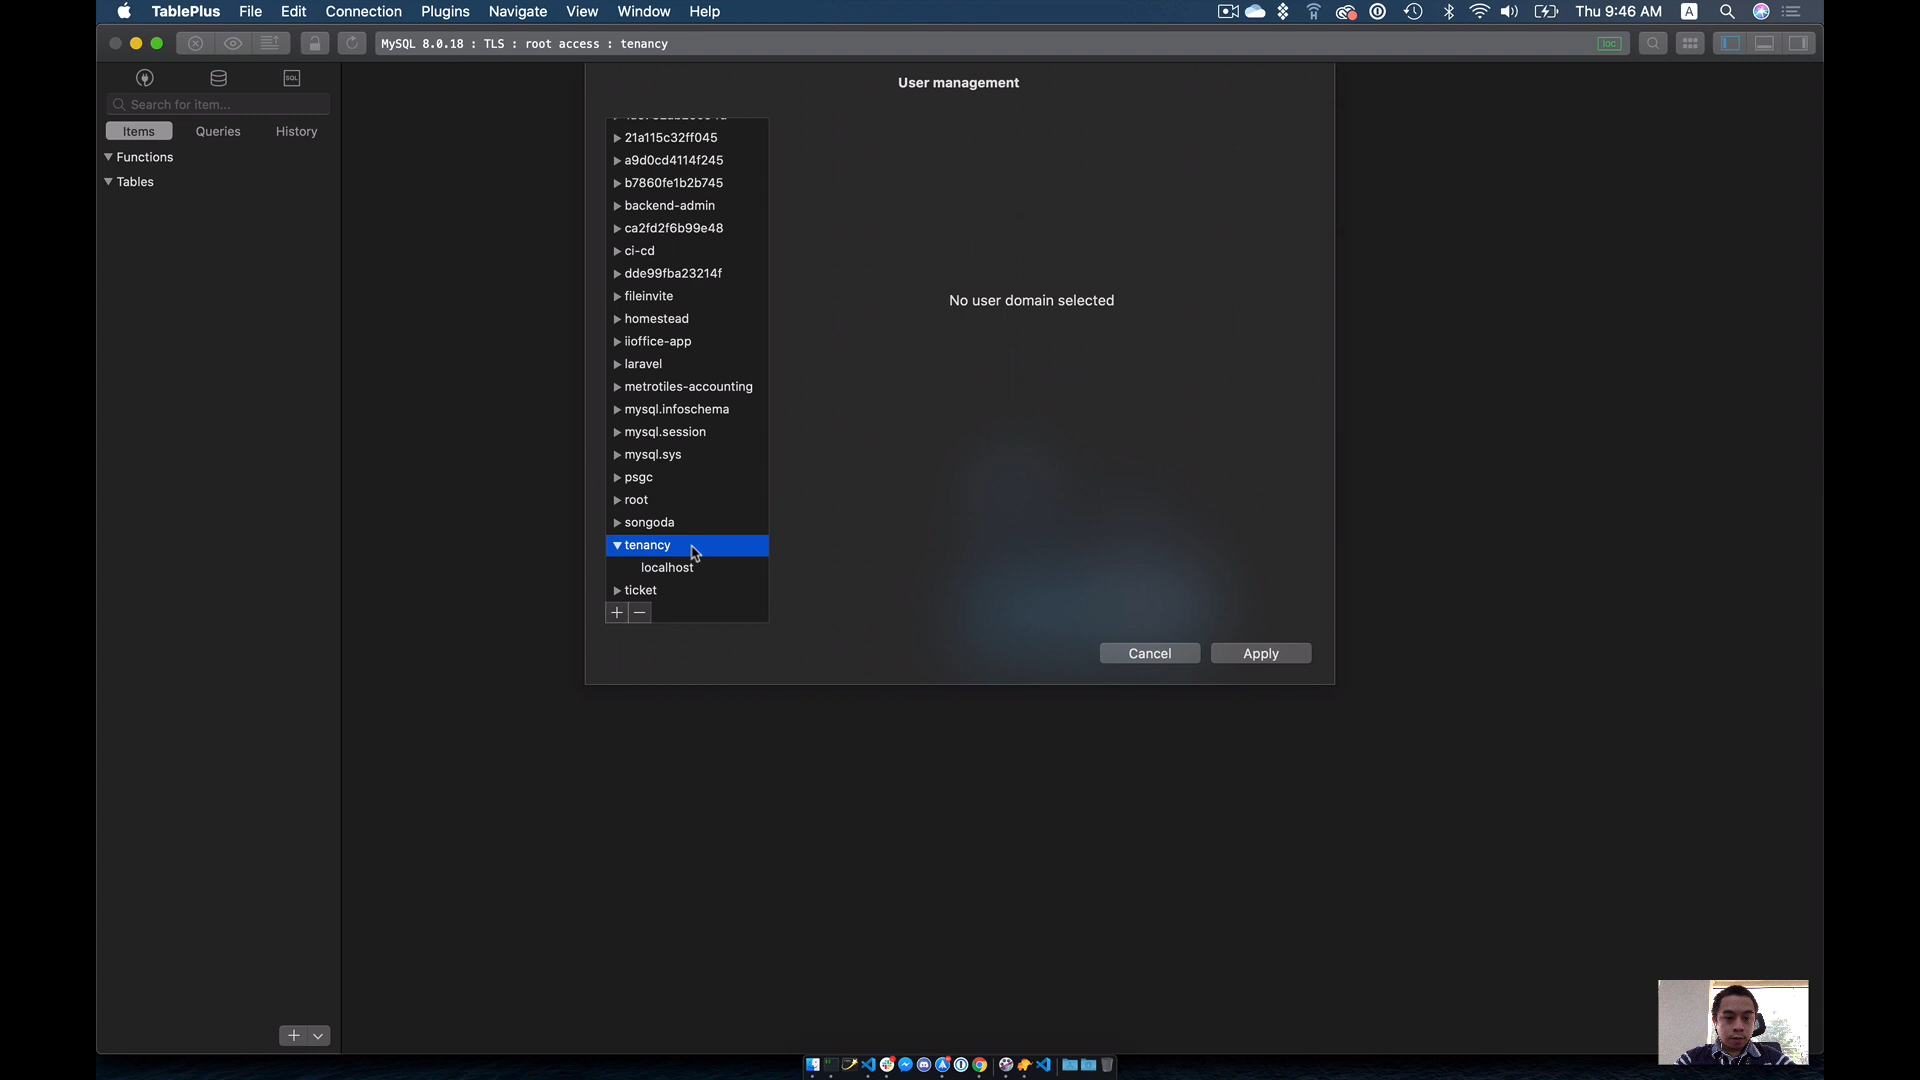 TablePlus File Edit Connection Plugins Navigate View Window Help
Thu 9:46 AM A
MySQL 8.0.18 : TLS : root access : tenancy
loc
SQL
Search for item...
Items Queries History
Functions
Tables
User management
21a115c32ff045
a9d0cd4114f245
b7860fe1b2b745
backend-admin
ca2fd2f6b99e48
ci-cd
dde99fba23214f
fileinvite
homestead
iioffice-app
laravel
metrotiles-accounting
mysql.infoschema
mysql.session
mysql.sys
psgc
root
songoda
tenancy
localhost
ticket
No user domain selected
Cancel Apply